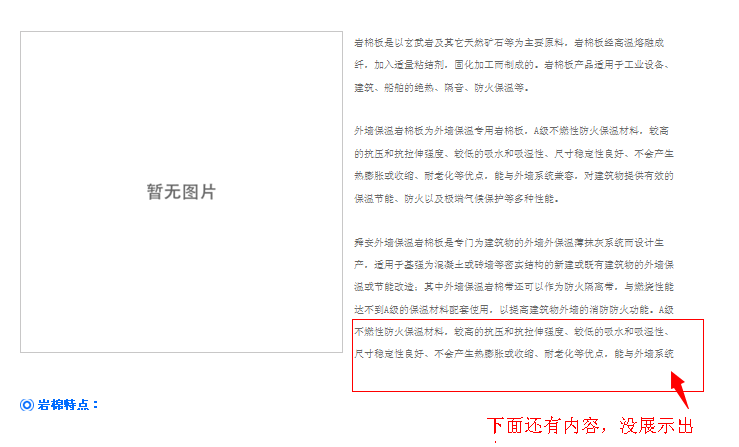 暂无图片
岩棉板是以玄武岩及其它天然矿石等为主要原料，岩棉板经高温熔融成
纤，加入适量粘结剂，固化加工而制成的。岩棉板产品适用于工业设备、
建筑、船舶的绝热、隔音、防火保温等。
外墙保温岩棉板为外墙保温专用岩棉板，A级不燃性防火保温材料，较高
的抗压和抗拉伸强度、较低的吸水和吸湿性、尺寸稳定性良好、不会产生
热膨胀或收缩、耐老化等优点，能与外墙系统兼容，对建筑物提供有效的
保温节能、防火以及极端气候保护等多种性能。
舜安外墙保温岩棉板是专门为建筑物的外墙外保温薄抹灰系统而设计生
产，适用于基强为混凝土或砖墙等密实结构的新建或既有建筑物的外墙保
温或节能改造；其中外墙保温岩棉带还可以作为防火隔离带，与燃烧性能
达不到A级的保温材料配套使用，以提高建筑物外墙的消防防火功能。A级
不燃性防火保温材料，较高的抗压和抗拉伸强度、较低的吸水和吸湿性、
尺寸稳定性良好、不会产生热膨胀或收缩、耐老化等优点，能与外墙系统
岩棉特点：
下面还有内容，没展示出